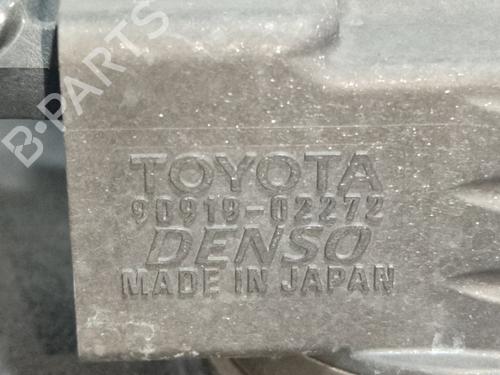 B-PARTS
TOYOTA
90919-02272
DENSO
MADE IN JAPAN